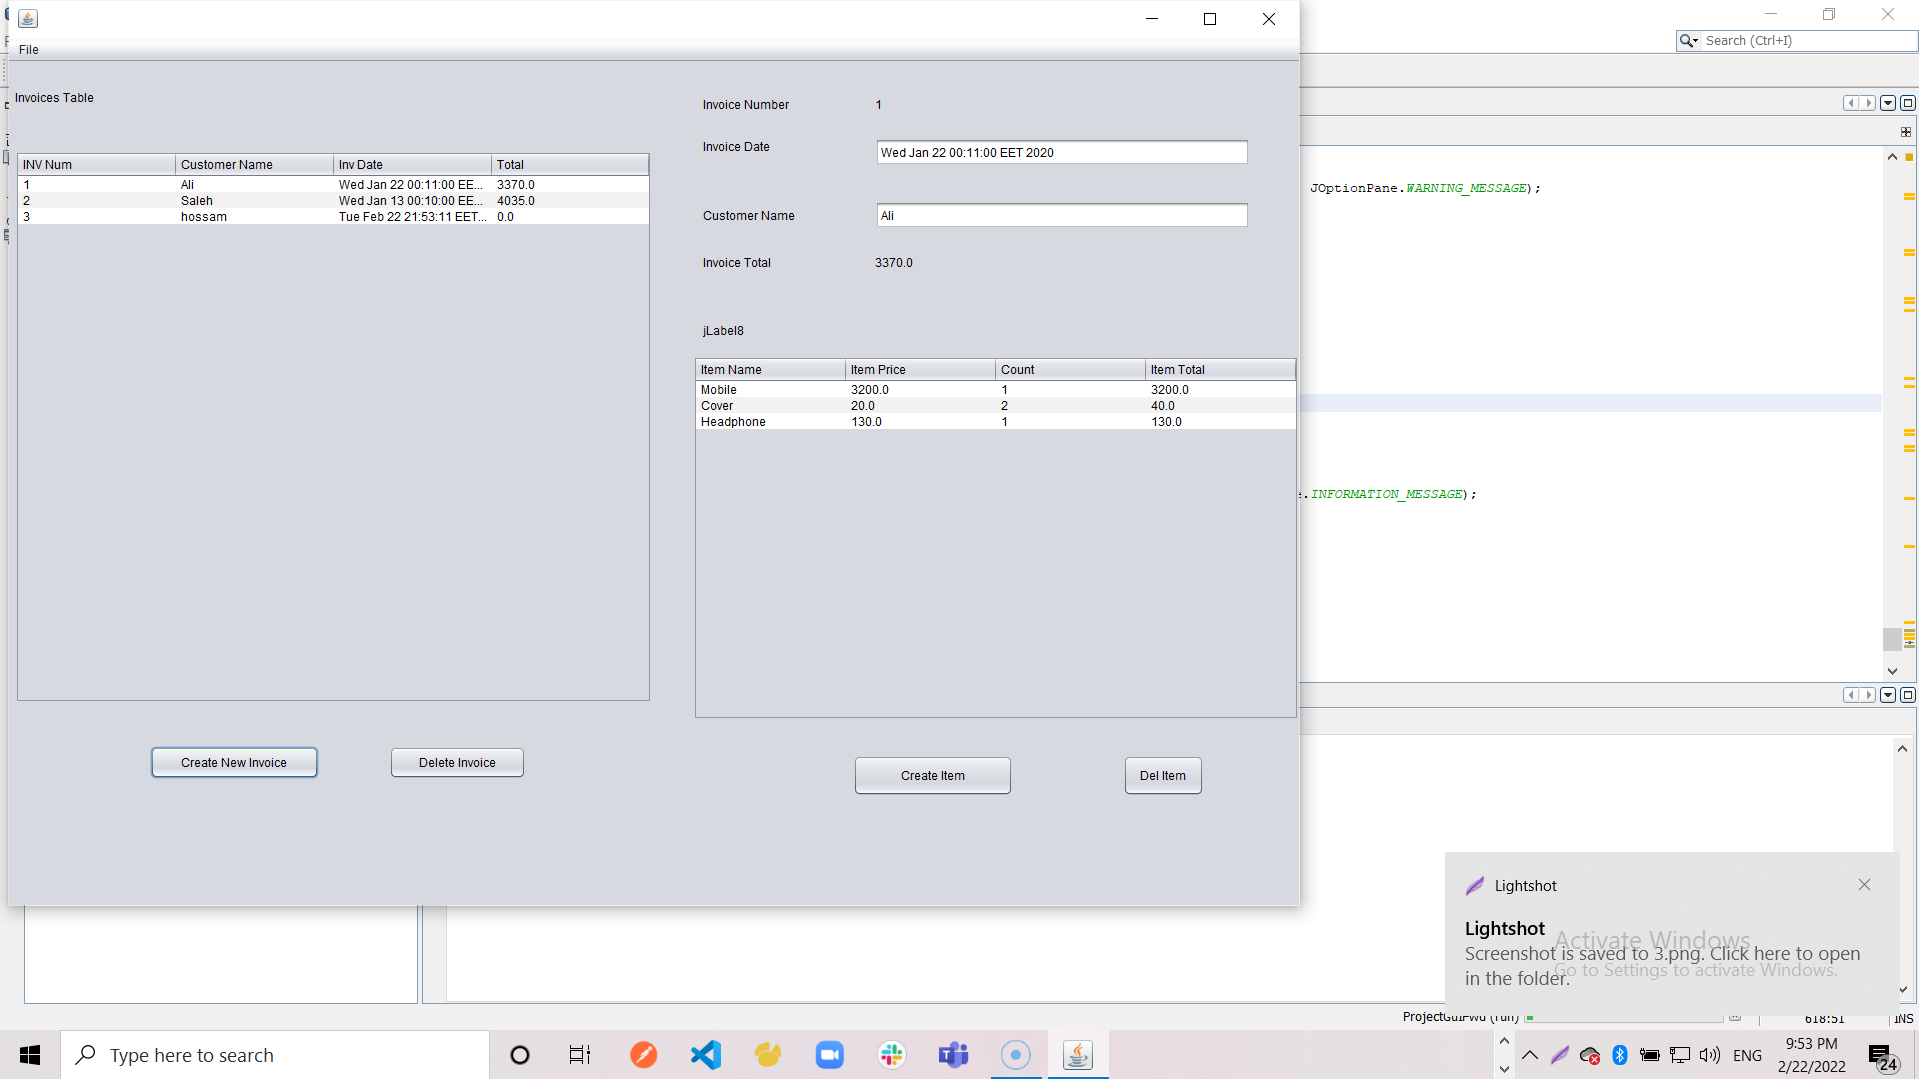 File
Search (Ctrl+I)
Invoices Table
INV Num Customer Name Inv Date Total
1 Ali Wed Jan 22 00:11:00 EE... 3370.0
2 Saleh Wed Jan 13 00:10:00 EE... 4035.0
3 hossam Tue Feb 22 21:53:11 EET... 0.0
Create New Invoice Delete Invoice
Invoice Number 1
Invoice Date Wed Jan 22 00:11:00 EET 2020
Customer Name Ali
Invoice Total 3370.0
jLabel8
Item Name Item Price Count Item Total
Mobile 3200.0 1 3200.0
Cover 20.0 2 40.0
Headphone 130.0 1 130.0
Create Item Del Item
JOptionPane.WARNING_MESSAGE);
.INFORMATION_MESSAGE);
Lightshot
Lightshot
Screenshot is saved to 3.png. Click here to open
in the folder.
Activate Windows
Go to Settings to activate Windows.
ProjectGuiFwd (run) 618:51 INS
Type here to search
ENG
9:53 PM
2/22/2022
24